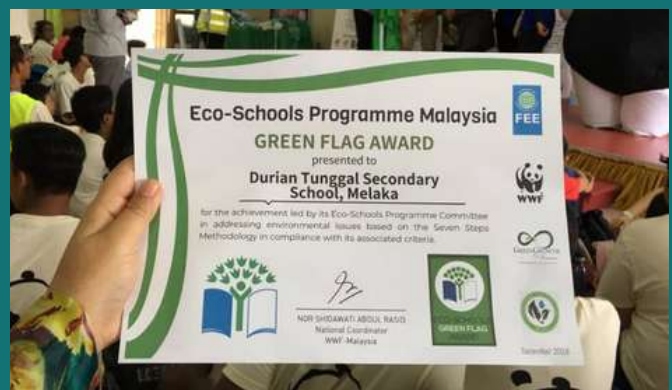 Eco-Schools Programme Malaysia
GREEN FLAG AWARD
presented to
Durian Tunggal Secondary
School, Melaka
for the achievement led by its Eco-Schools Programme Committee
in addressing environmental issues based on the Seven Steps
Methodology in compliance with its associated criteria.
NOR SHIDAWATI ABDUL RASID
National Coordinator
WWF-Malaysia
FEE
WWF
ECO-SCHOOLS
GREEN FLAG